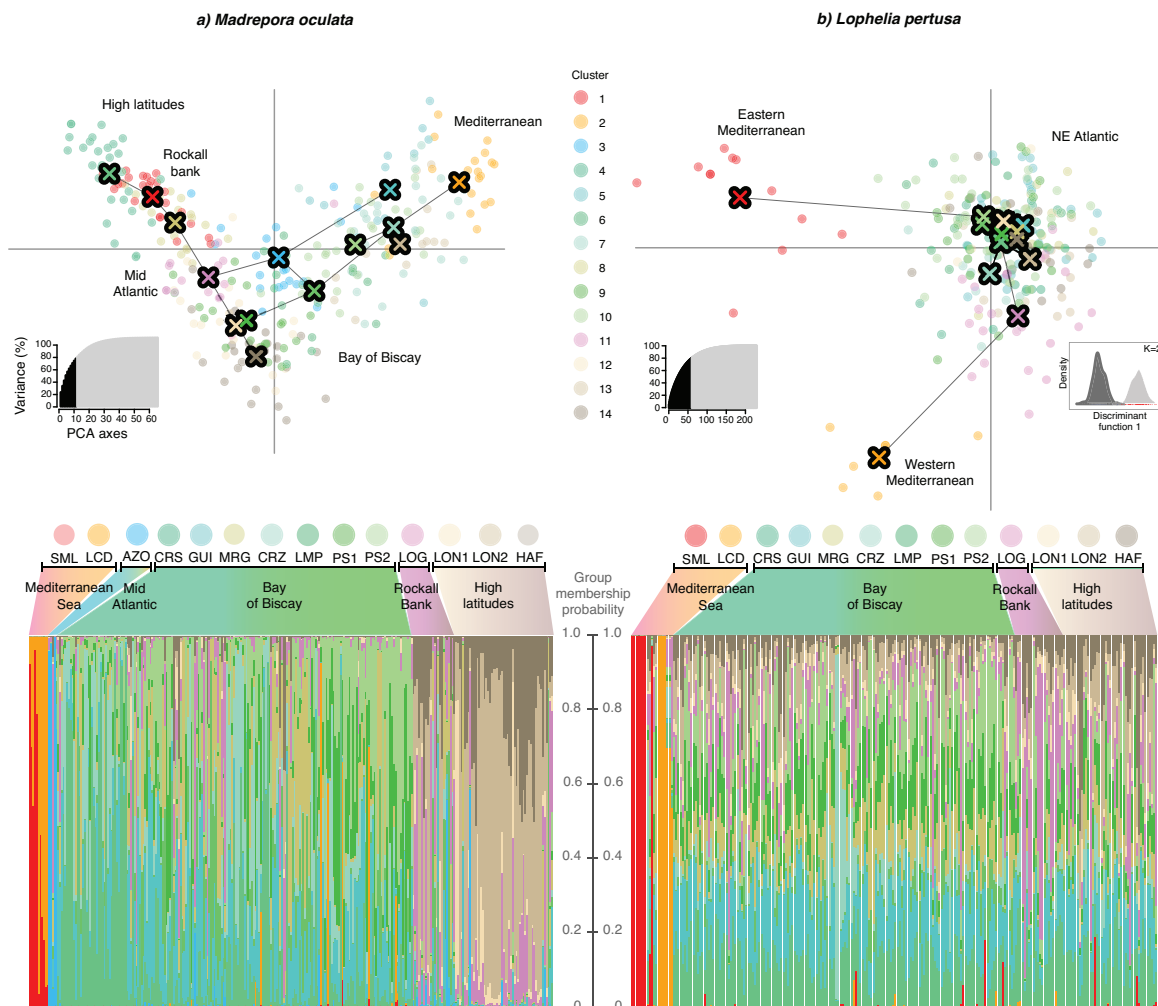 a) Madrepora oculata
b) Lophelia pertusa
High latitudes
Rockall
bank
Mediterranean
Mid
Atlantic
Bay of Biscay
Variance (%)
100
80
60
40
20
0
0 10 20 30 40 50 60
PCA axes
Cluster
1
2
3
4
5
6
7
8
9
10
11
12
13
14
Eastern
Mediterranean
NE Atlantic
Western
Mediterranean
100
80
60
40
20
0
0 50 100 150 200
K=2
Density
Discriminant
function 1
SML LCD AZO CRS GUI MRG CRZ LMP PS1 PS2 LOG LON1 LON2 HAF
Mediterranean
Sea
Mid
Atlantic
Bay
of Biscay
Rockall
Bank
High
latitudes
Group
membership
probability
1.0 1.0
0.8 0.8
0.6 0.6
0.4 0.4
0.2 0.2
0 0
SML LCD CRS GUI MRG CRZ LMP PS1 PS2 LOG LON1 LON2 HAF
Mediterranean
Sea
Bay
of Biscay
Rockall
Bank
High
latitudes